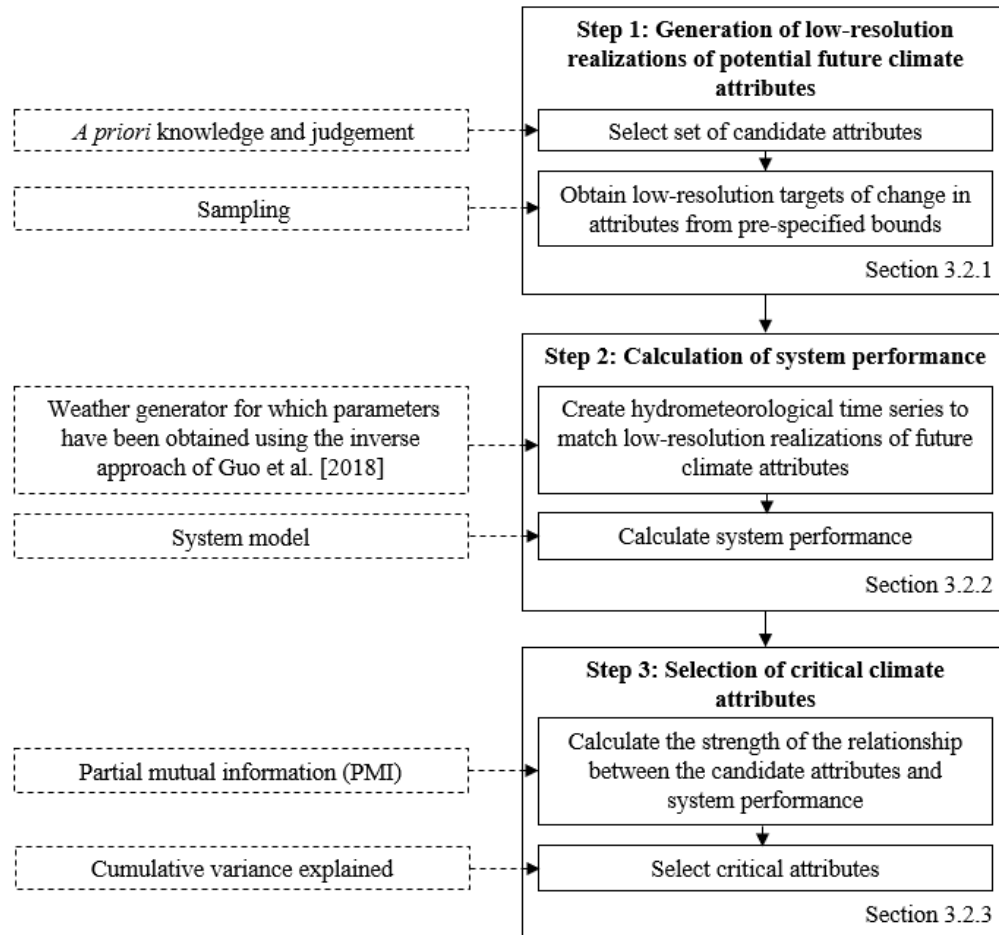 Step 1: Generation of low-resolution
realizations of potential future climate
attributes
A priori knowledge and judgement
Select set of candidate attributes
Sampling
Obtain low-resolution targets of change in
attributes from pre-specified bounds
Section 3.2.1
Step 2: Calculation of system performance
Weather generator for which parameters
have been obtained using the inverse
approach of Guo et al. [2018]
Create hydrometeorological time series to
match low-resolution realizations of future
climate attributes
System model
Calculate system performance
Section 3.2.2
Step 3: Selection of critical climate
attributes
Partial mutual information (PMI)
Calculate the strength of the relationship
between the candidate attributes and
system performance
Cumulative variance explained
Select critical attributes
Section 3.2.3